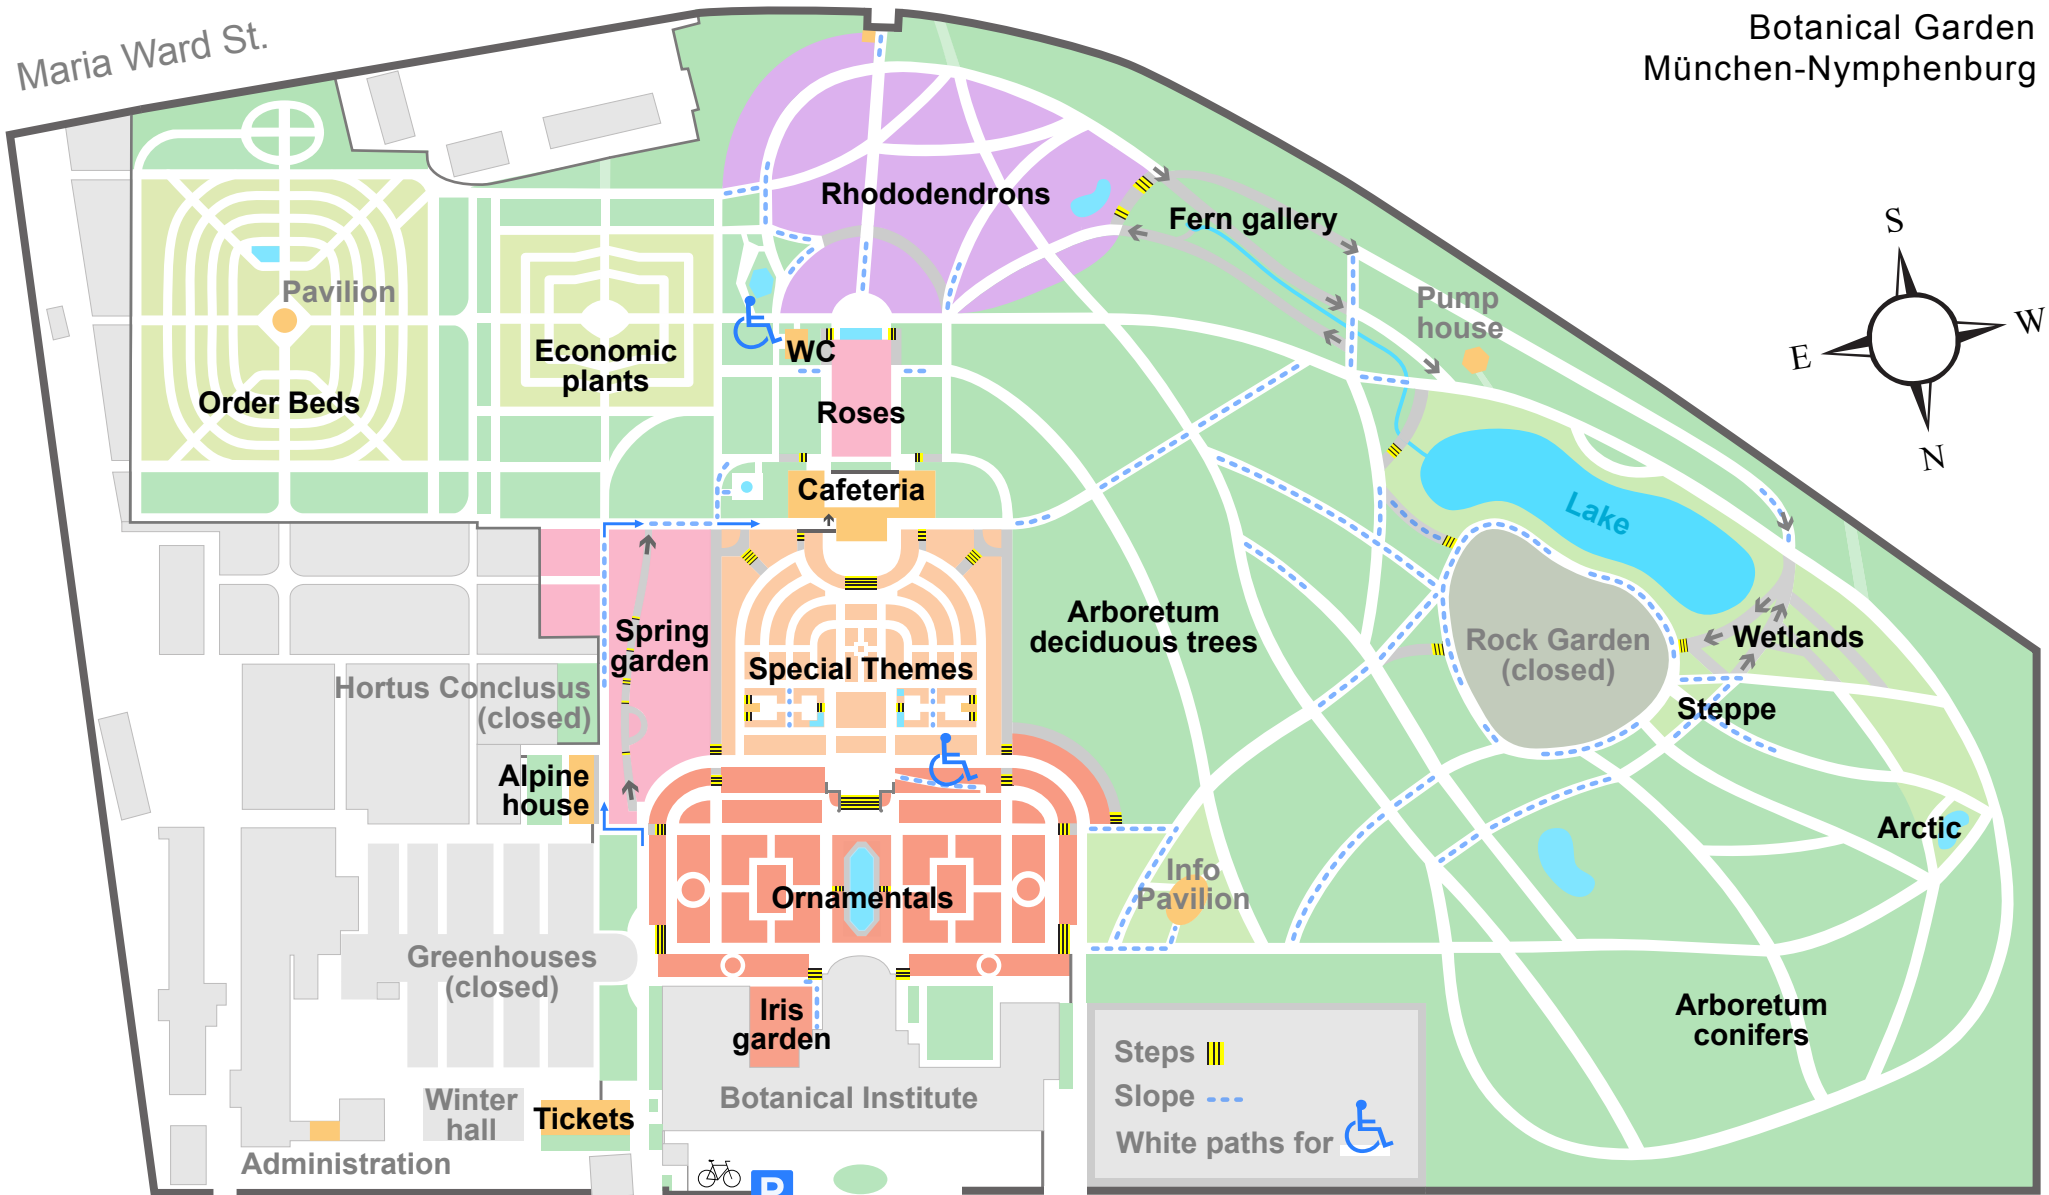 Maria Ward St.
Botanical Garden
München-Nymphenburg
Rhododendrons
Fern gallery
S
W
E
N
Pavilion
Pump
house
WC
Economic
plants
Order Beds
Roses
Cafeteria
Lake
Arboretum
deciduous trees
Spring
garden
Special Themes
Rock Garden
(closed)
Wetlands
Hortus Conclusus
(closed)
Steppe
Alpine
house
Arctic
Info
Pavilion
Ornamentals
Greenhouses
(closed)
Iris
garden
Arboretum
conifers
Steps
Slope
White paths for
Botanical Institute
Winter
hall
Tickets
Administration
P